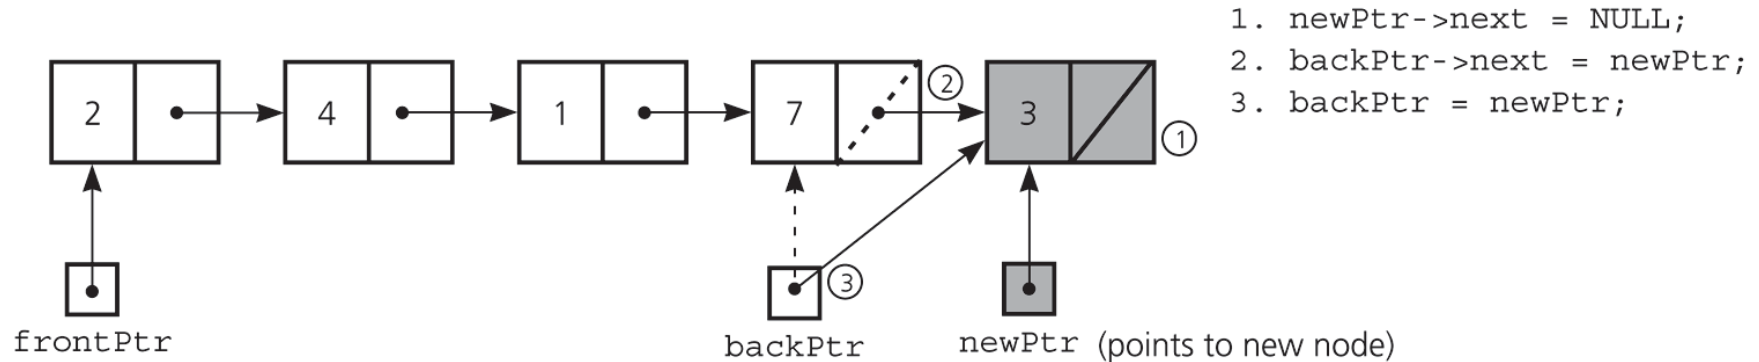 1. newPtr->next = NULL;
2. backPtr->next = newPtr;
3. backPtr = newPtr;
2 4 1 7 ② 3 ①
③
frontPtr backPtr newPtr (points to new node)